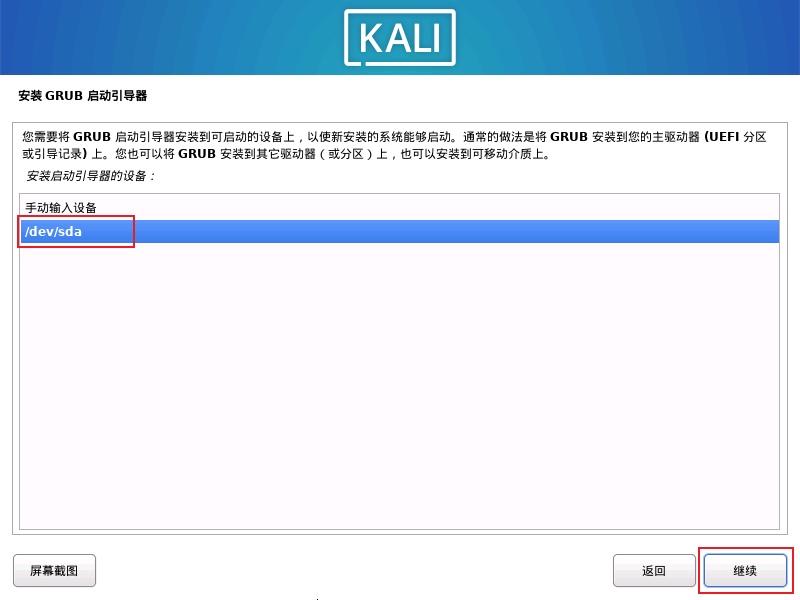 KALI
安装 GRUB 启动引导器
您需要将 GRUB 启动引导器安装到可启动的设备上，以使新安装的系统能够启动。通常的做法是将 GRUB 安装到您的主驱动器 (UEFI 分区
或引导记录) 上。您也可以将 GRUB 安装到其它驱动器（或分区）上，也可以安装到可移动介质上。
安装启动引导器的设备：
手动输入设备
/dev/sda
屏幕截图
返回
继续